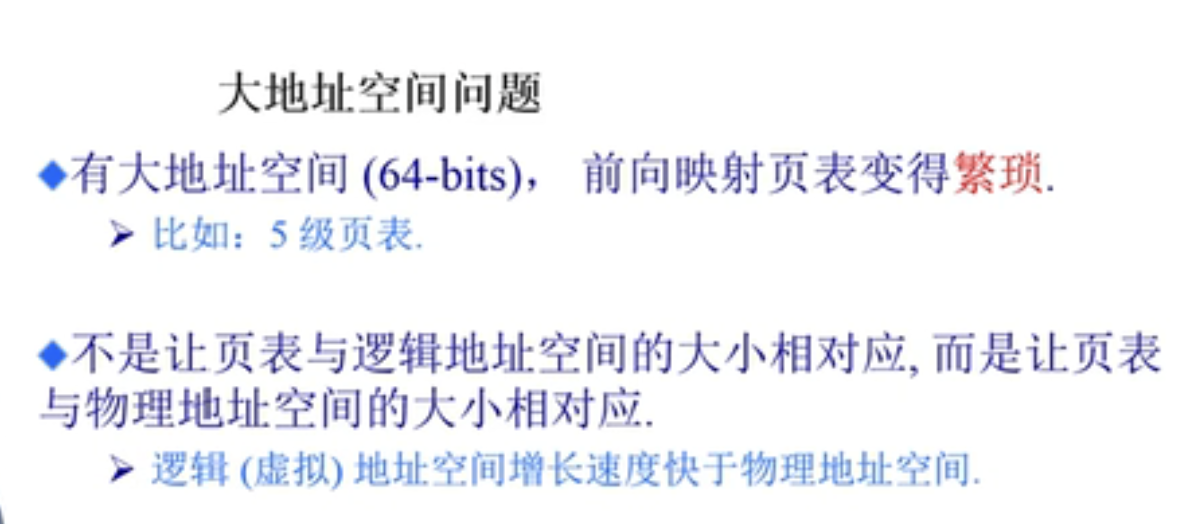 大地址空间问题
◆有大地址空间 (64-bits)， 前向映射页表变得繁琐.
➢ 比如：5 级页表.
◆不是让页表与逻辑地址空间的大小相对应, 而是让页表
与物理地址空间的大小相对应.
➢ 逻辑 (虚拟) 地址空间增长速度快于物理地址空间.